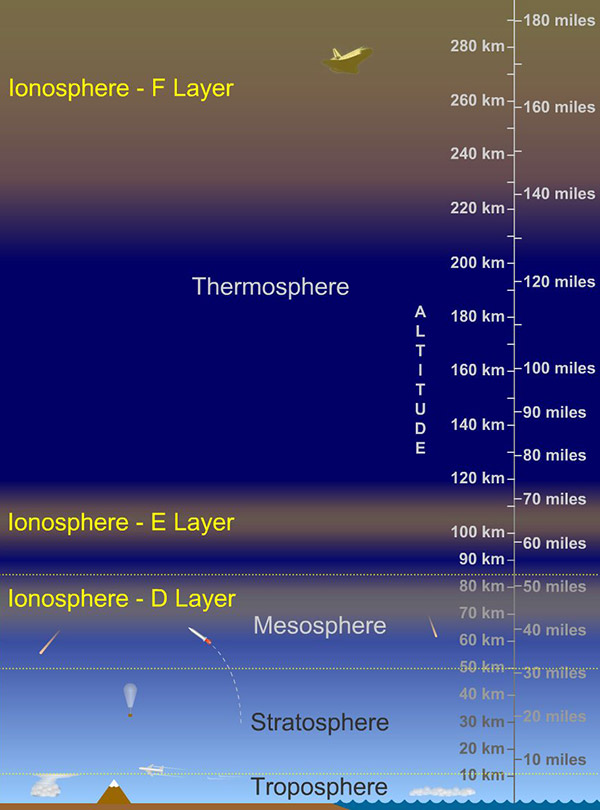 180 miles
280 km
Ionosphere - F Layer
260 km
160 miles
240 km
140 miles
220 km
200 km
Thermosphere
120 miles
ALTITUDE
180 km
160 km
100 miles
90 miles
140 km
80 miles
120 km
70 miles
Ionosphere - E Layer
100 km
60 miles
90 km
80 km
50 miles
Ionosphere - D Layer
70 km
Mesosphere
40 miles
60 km
50 km
30 miles
40 km
Stratosphere
30 km
20 miles
20 km
10 miles
10 km
Troposphere